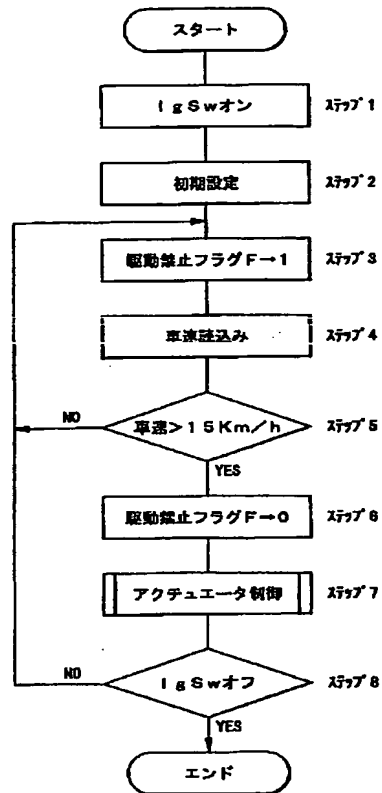 スタート
IgSwオン ステップ1
初期設定 ステップ2
駆動禁止フラグF→1 ステップ3
車速読込み ステップ4
NO 車速>15Km/h ステップ5
YES
駆動禁止フラグF→0 ステップ6
アクチュエータ制御 ステップ7
NO IgSwオフ ステップ8
YES
エンド